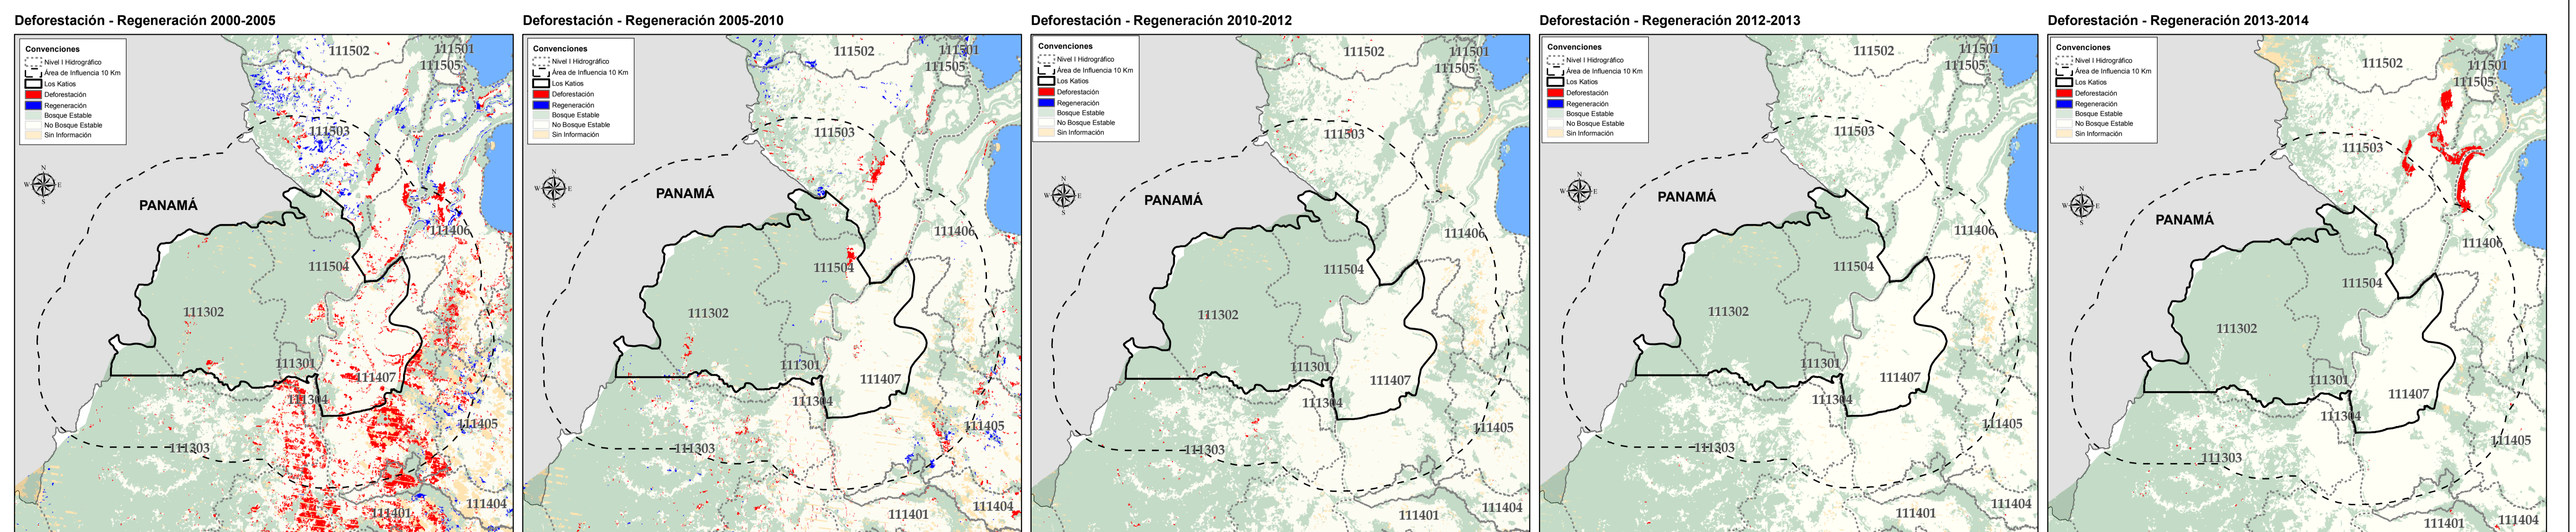 Deforestación - Regeneración 2000-2005
Convenciones
Nivel I Hidrográfico
Área de Influencia 10 Km
Los Katios
Deforestación
Regeneración
Bosque Estable
No Bosque Estable
Sin Información
N
W E
S
PANAMÁ
111502
111501
111505
111503
111406
111504
111302
111301
111407
111304
111303
111405
111404
111401
Deforestación - Regeneración 2005-2010
Convenciones
Nivel I Hidrográfico
Área de Influencia 10 Km
Los Katios
Deforestación
Regeneración
Bosque Estable
No Bosque Estable
Sin Información
N
W E
S
PANAMÁ
111502
111501
111505
111503
111406
111504
111302
111301
111407
111304
111303
111405
111404
111401
Deforestación - Regeneración 2010-2012
Convenciones
Nivel I Hidrográfico
Área de Influencia 10 Km
Los Katios
Deforestación
Regeneración
Bosque Estable
No Bosque Estable
Sin Información
N
W E
S
PANAMÁ
111502
111501
111505
111503
111406
111504
111302
111301
111407
111304
111303
111405
111404
111401
Deforestación - Regeneración 2012-2013
Convenciones
Nivel I Hidrográfico
Área de Influencia 10 Km
Los Katios
Deforestación
Regeneración
Bosque Estable
No Bosque Estable
Sin Información
N
W E
S
PANAMÁ
111502
111501
111505
111503
111406
111504
111302
111301
111407
111304
111303
111405
111404
111401
Deforestación - Regeneración 2013-2014
Convenciones
Nivel I Hidrográfico
Área de Influencia 10 Km
Los Katios
Deforestación
Regeneración
Bosque Estable
No Bosque Estable
Sin Información
N
W E
S
PANAMÁ
111502
111501
111505
111503
111406
111504
111302
111301
111407
111304
111303
111405
111404
111401